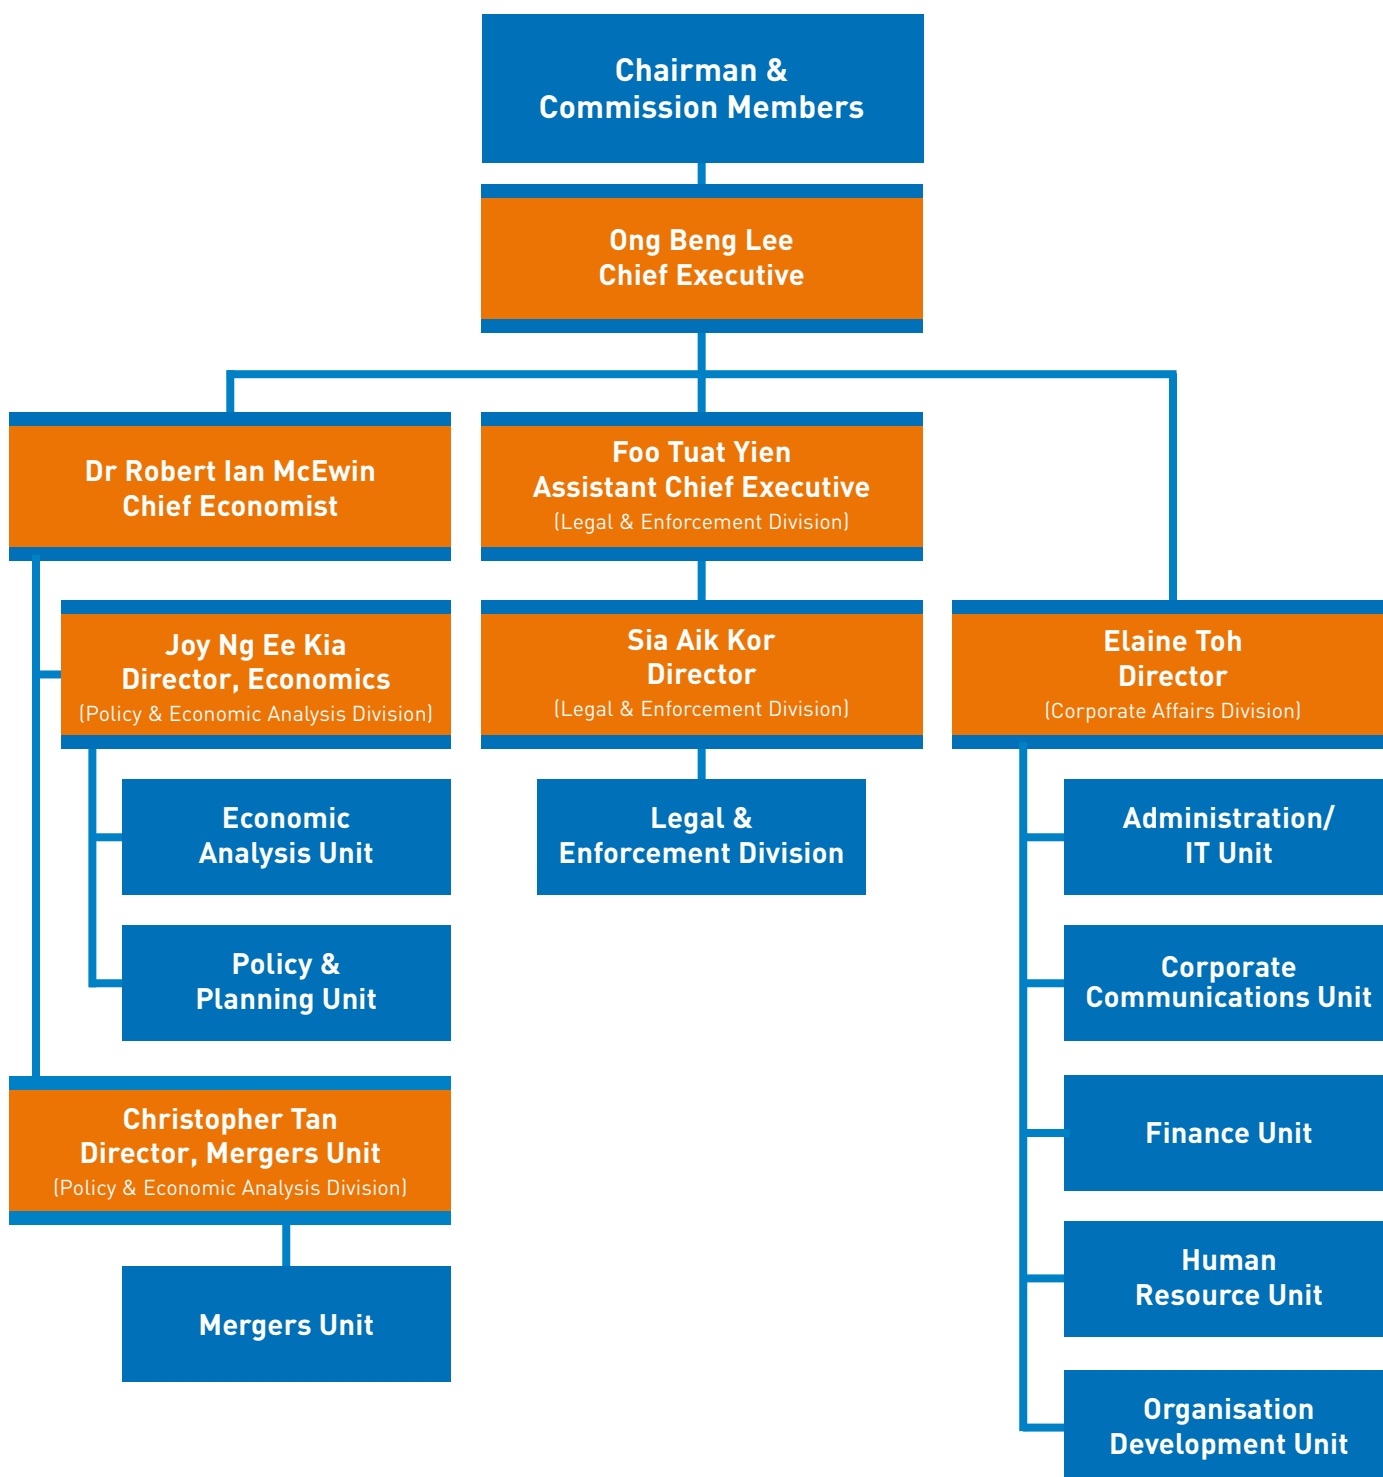 Chairman &
Commission Members
Ong Beng Lee
Chief Executive
Dr Robert Ian McEwin
Chief Economist
Foo Tuat Yien
Assistant Chief Executive
(Legal & Enforcement Division)
Joy Ng Ee Kia
Director, Economics
(Policy & Economic Analysis Division)
Sia Aik Kor
Director
(Legal & Enforcement Division)
Elaine Toh
Director
(Corporate Affairs Division)
Economic
Analysis Unit
Legal &
Enforcement Division
Administration/
IT Unit
Policy &
Planning Unit
Corporate
Communications Unit
Christopher Tan
Director, Mergers Unit
(Policy & Economic Analysis Division)
Finance Unit
Mergers Unit
Human
Resource Unit
Organisation
Development Unit